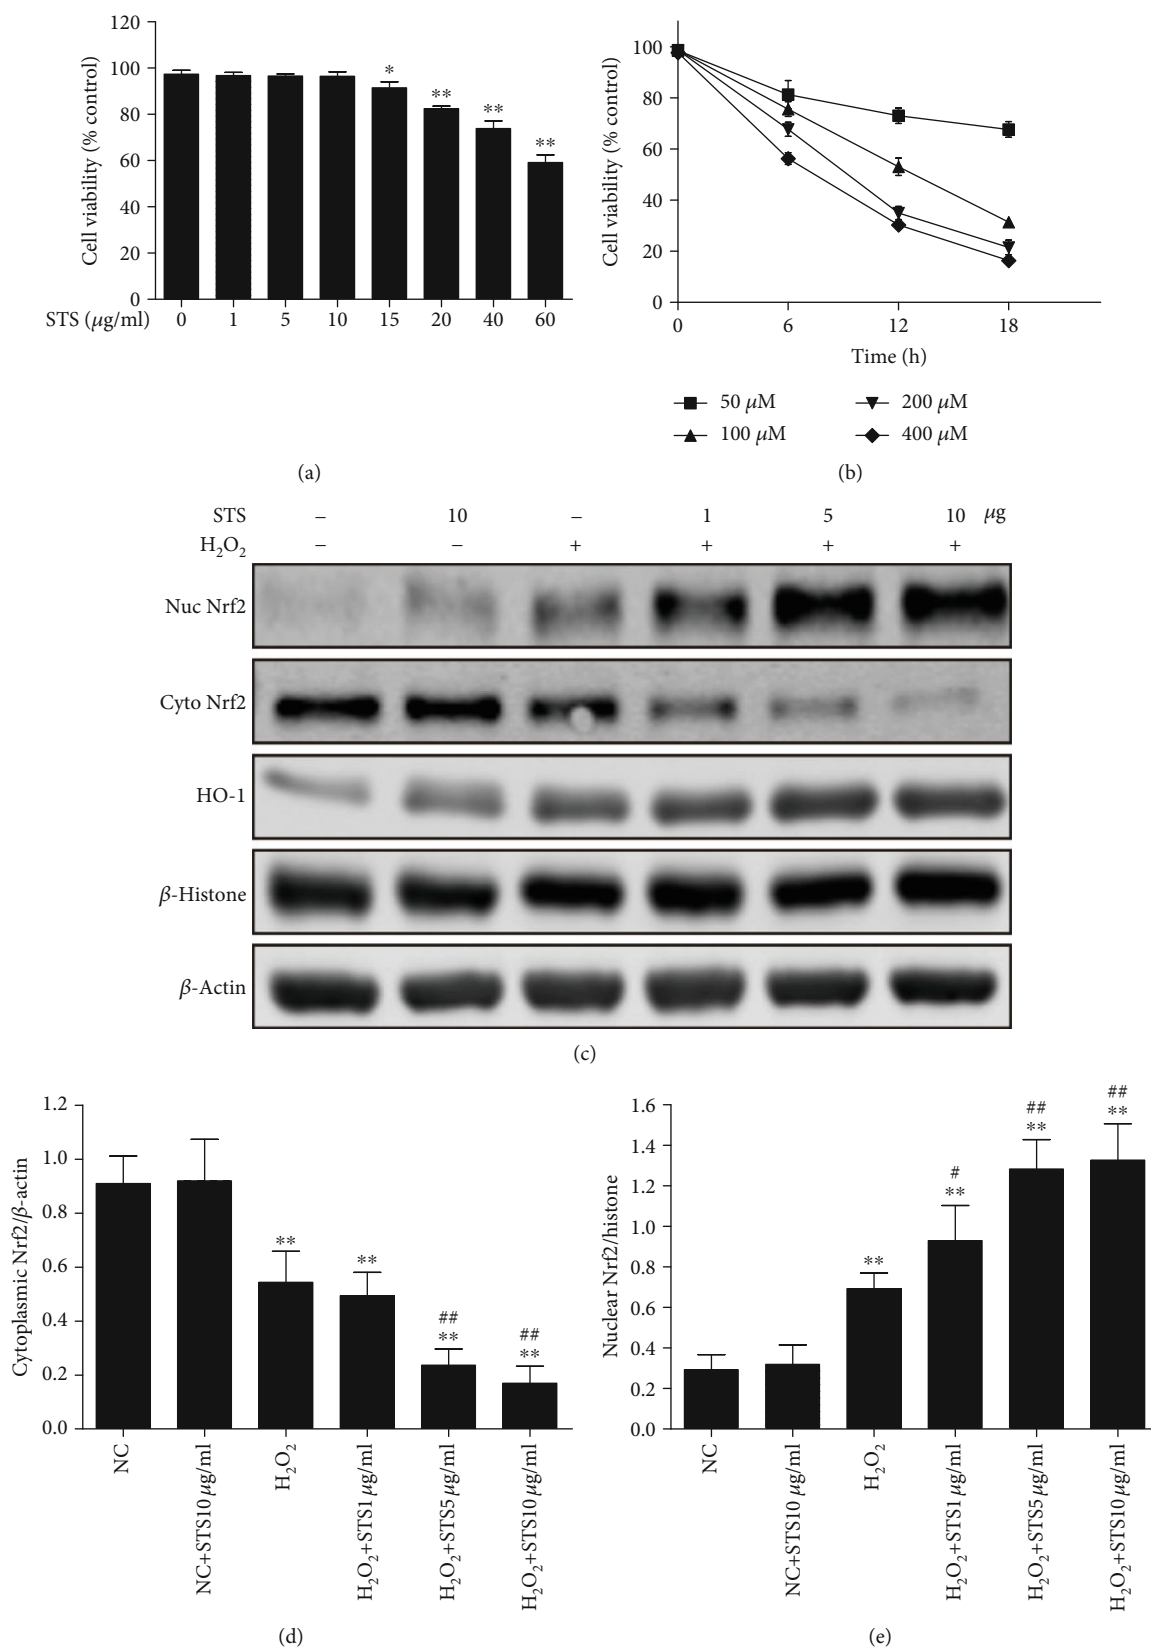 120
100
80
60
40
20
0
Cell viability (% control)
*
**
**
**
STS (μg/ml)
0 1 5 10 15 20 40 60
(a)
100
80
60
40
20
0
Cell viability (% control)
0 6 12 18
Time (h)
50 μM
200 μM
100 μM
400 μM
(b)
STS – 10 – 1 5 10 μg
H₂O₂ – – + + + +
Nuc Nrf2
Cyto Nrf2
HO-1
β-Histone
β-Actin
(c)
1.2
1.0
0.8
0.6
0.4
0.2
0.0
Cytoplasmic Nrf2/β-actin
**
**
##
**
##
**
NC
NC+STS10 μg/ml
H₂O₂
H₂O₂+STS1 μg/ml
H₂O₂+STS5 μg/ml
H₂O₂+STS10 μg/ml
(d)
1.6
1.4
1.2
1.0
0.8
0.6
0.4
0.2
0.0
Nuclear Nrf2/histone
**
#
**
##
**
##
**
NC
NC+STS10 μg/ml
H₂O₂
H₂O₂+STS1 μg/ml
H₂O₂+STS5 μg/ml
H₂O₂+STS10 μg/ml
(e)